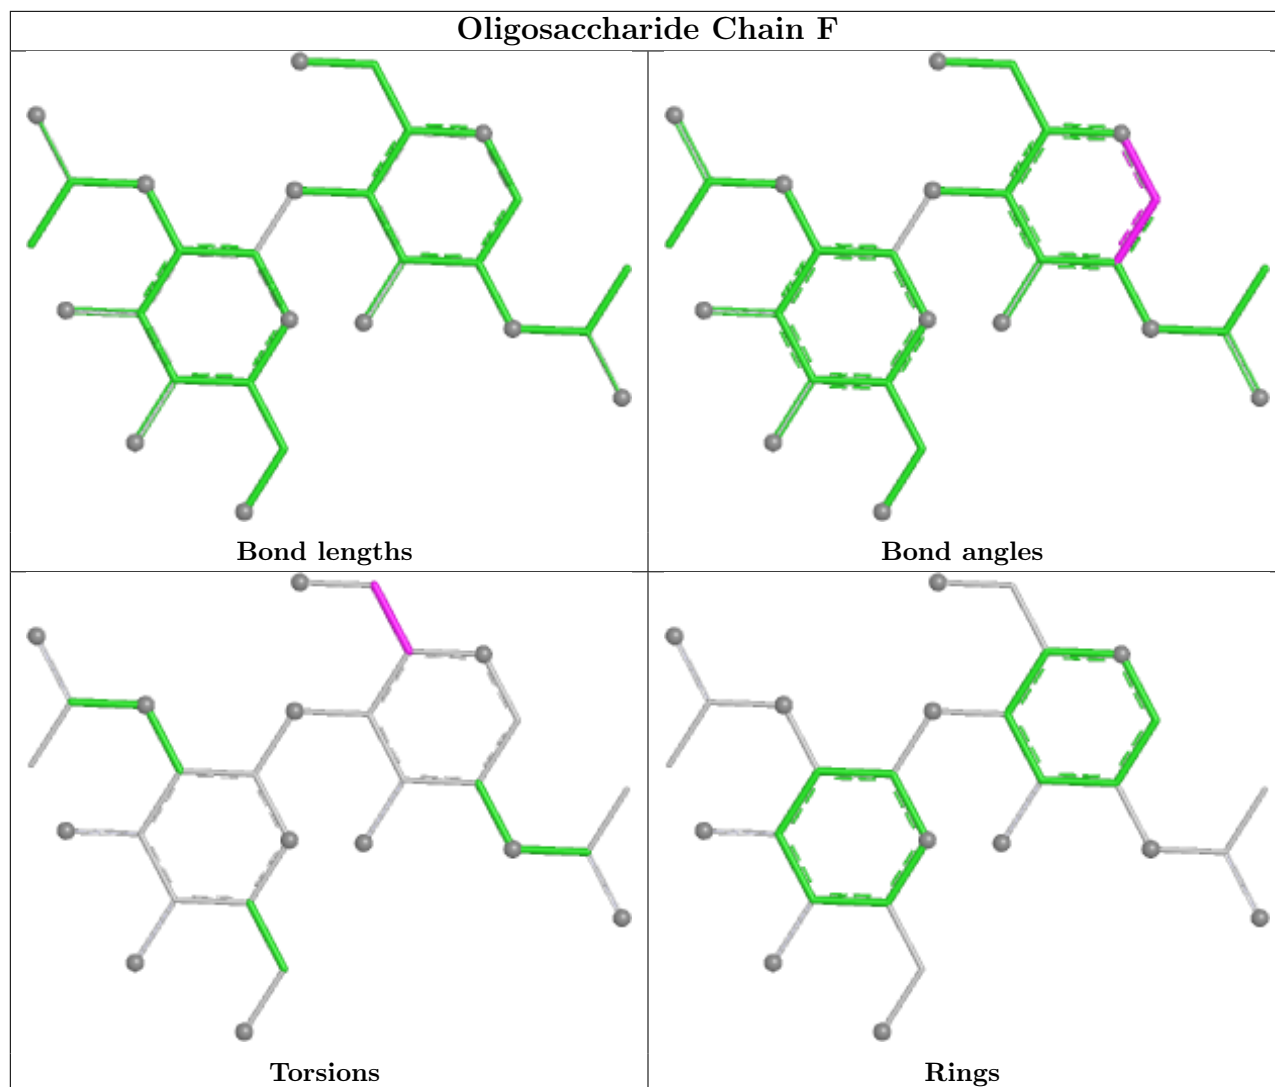 Oligosaccharide Chain F
Bond lengths
Bond angles
Torsions
Rings